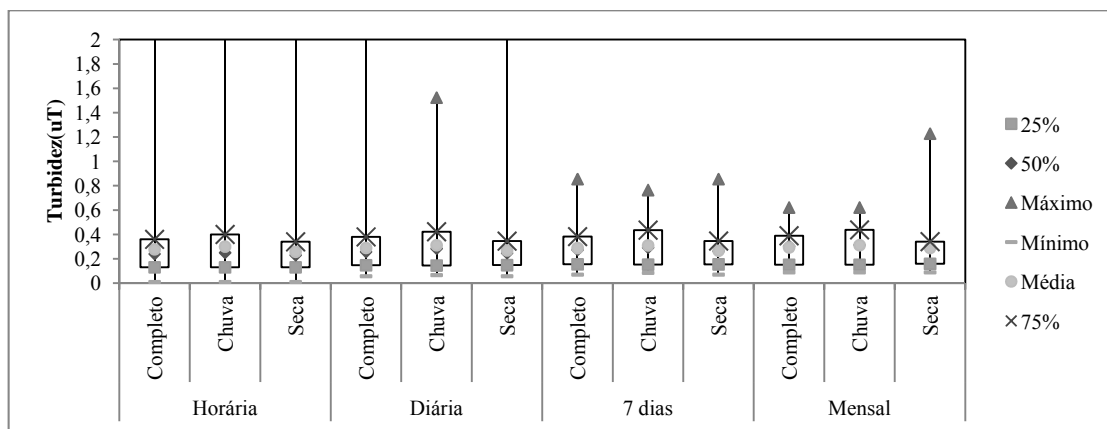 Turbidez(uT)
2
1,8
1,6
1,4
1,2
1
0,8
0,6
0,4
0,2
0
Completo
Chuva
Seca
Completo
Chuva
Seca
Completo
Chuva
Seca
Completo
Chuva
Seca
Horária
Diária
7 dias
Mensal
25%
50%
Máximo
Mínimo
Média
75%